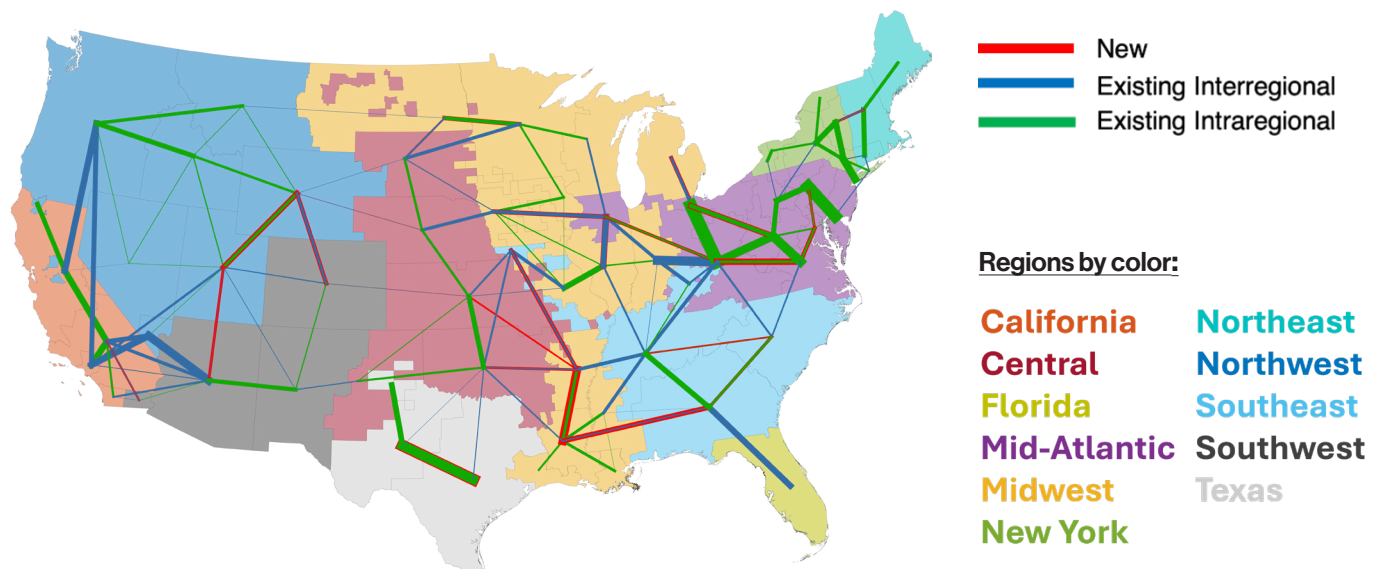 New
Existing Interregional
Existing Intraregional
Regions by color:
California
Northeast
Central
Northwest
Florida
Southeast
Mid-Atlantic
Southwest
Midwest
Texas
New York